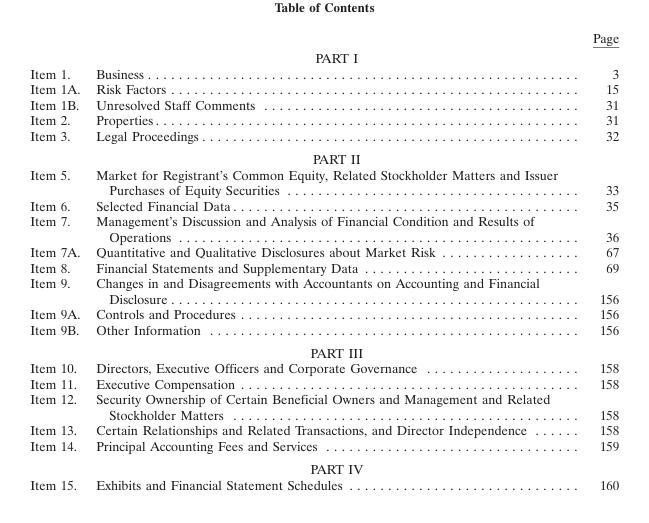 Table of Contents
Page
PART I
Item 1. Business . . . . . . . . . . . . . . . . . . . . . . . . . . . . . . . . . . . . . . . . . . . . . . . . . . . . . . . . 3
Item 1A. Risk Factors . . . . . . . . . . . . . . . . . . . . . . . . . . . . . . . . . . . . . . . . . . . . . . . . . . . . . 15
Item 1B. Unresolved Staff Comments . . . . . . . . . . . . . . . . . . . . . . . . . . . . . . . . . . . . . . . . . 31
Item 2. Properties . . . . . . . . . . . . . . . . . . . . . . . . . . . . . . . . . . . . . . . . . . . . . . . . . . . . . . . 31
Item 3. Legal Proceedings . . . . . . . . . . . . . . . . . . . . . . . . . . . . . . . . . . . . . . . . . . . . . . . . . 32
PART II
Item 5. Market for Registrant's Common Equity, Related Stockholder Matters and Issuer
Purchases of Equity Securities . . . . . . . . . . . . . . . . . . . . . . . . . . . . . . . . . . . . . . 33
Item 6. Selected Financial Data . . . . . . . . . . . . . . . . . . . . . . . . . . . . . . . . . . . . . . . . . . . . . 35
Item 7. Management's Discussion and Analysis of Financial Condition and Results of
Operations . . . . . . . . . . . . . . . . . . . . . . . . . . . . . . . . . . . . . . . . . . . . . . . . . . . . 36
Item 7A. Quantitative and Qualitative Disclosures about Market Risk . . . . . . . . . . . . . . . . . . 67
Item 8. Financial Statements and Supplementary Data . . . . . . . . . . . . . . . . . . . . . . . . . . . . 69
Item 9. Changes in and Disagreements with Accountants on Accounting and Financial
Disclosure . . . . . . . . . . . . . . . . . . . . . . . . . . . . . . . . . . . . . . . . . . . . . . . . . . . . . 156
Item 9A. Controls and Procedures . . . . . . . . . . . . . . . . . . . . . . . . . . . . . . . . . . . . . . . . . . . . 156
Item 9B. Other Information . . . . . . . . . . . . . . . . . . . . . . . . . . . . . . . . . . . . . . . . . . . . . . . . 156
PART III
Item 10. Directors, Executive Officers and Corporate Governance . . . . . . . . . . . . . . . . . . . . 158
Item 11. Executive Compensation . . . . . . . . . . . . . . . . . . . . . . . . . . . . . . . . . . . . . . . . . . . . 158
Item 12. Security Ownership of Certain Beneficial Owners and Management and Related
Stockholder Matters . . . . . . . . . . . . . . . . . . . . . . . . . . . . . . . . . . . . . . . . . . . . . 158
Item 13. Certain Relationships and Related Transactions, and Director Independence . . . . . . 158
Item 14. Principal Accounting Fees and Services . . . . . . . . . . . . . . . . . . . . . . . . . . . . . . . . . 159
PART IV
Item 15. Exhibits and Financial Statement Schedules . . . . . . . . . . . . . . . . . . . . . . . . . . . . . . 160